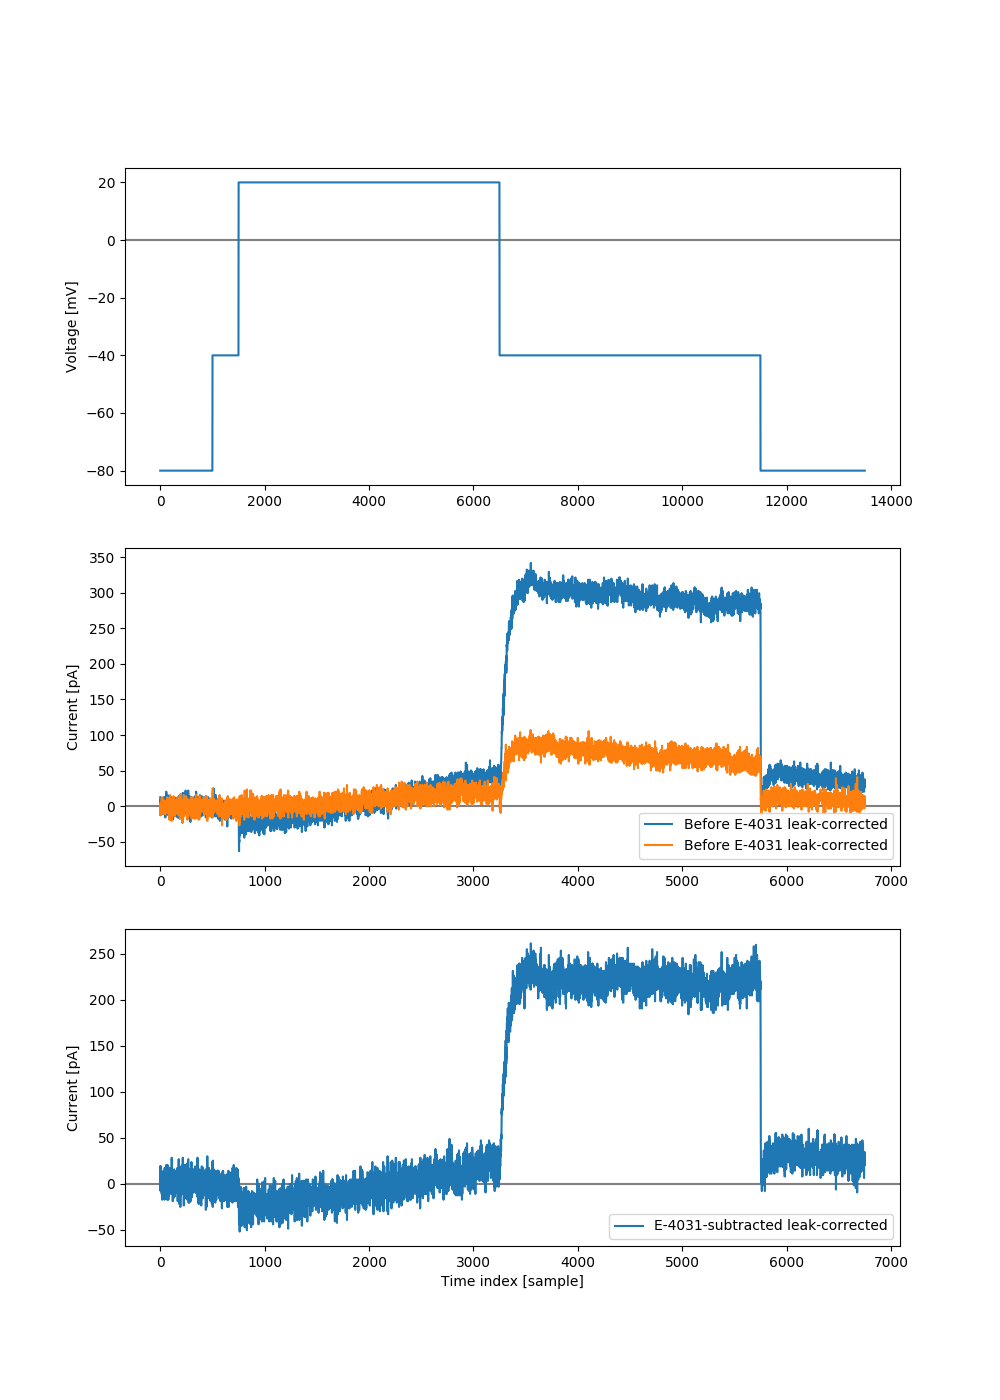 20
0
−20
−40
−60
−80
Voltage [mV]
0 2000 4000 6000 8000 10000 12000 14000
350
300
250
200
150
100
50
0
−50
Current [pA]
Before E-4031 leak-corrected
Before E-4031 leak-corrected
0 1000 2000 3000 4000 5000 6000 7000
250
200
150
100
50
0
−50
Current [pA]
E-4031-subtracted leak-corrected
0 1000 2000 3000 4000 5000 6000 7000
Time index [sample]